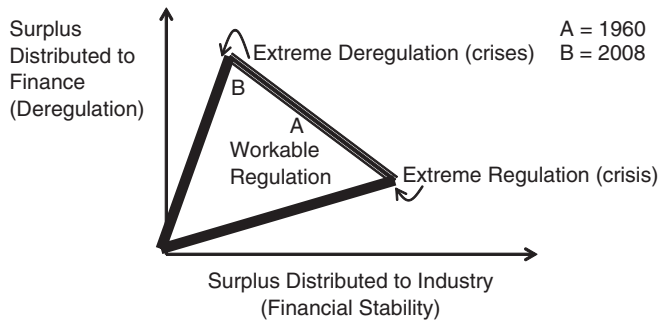 Surplus
Distributed to
Finance
(Deregulation)
A = 1960
B = 2008
Extreme Deregulation (crises)
B
A
Workable
Regulation
Extreme Regulation (crisis)
Surplus Distributed to Industry
(Financial Stability)